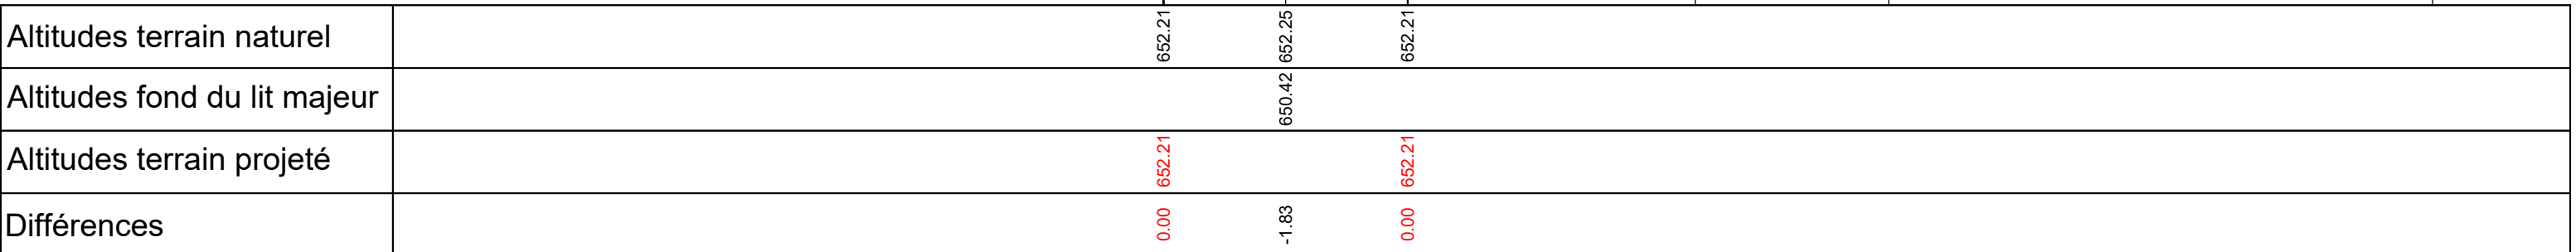 Altitudes terrain naturel 652.21 652.25 652.21
Altitudes fond du lit majeur 650.42
Altitudes terrain projeté 652.21 652.21
Différences 0.00 -1.83 0.00